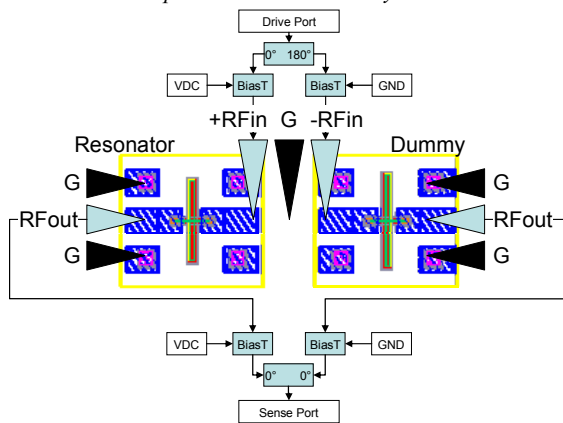 Drive Port
0° 180°
VDC BiasT BiasT GND
+RFin G -RFin
Resonator Dummy
G G
RFout RFout
G G
VDC BiasT BiasT GND
0° 0°
Sense Port